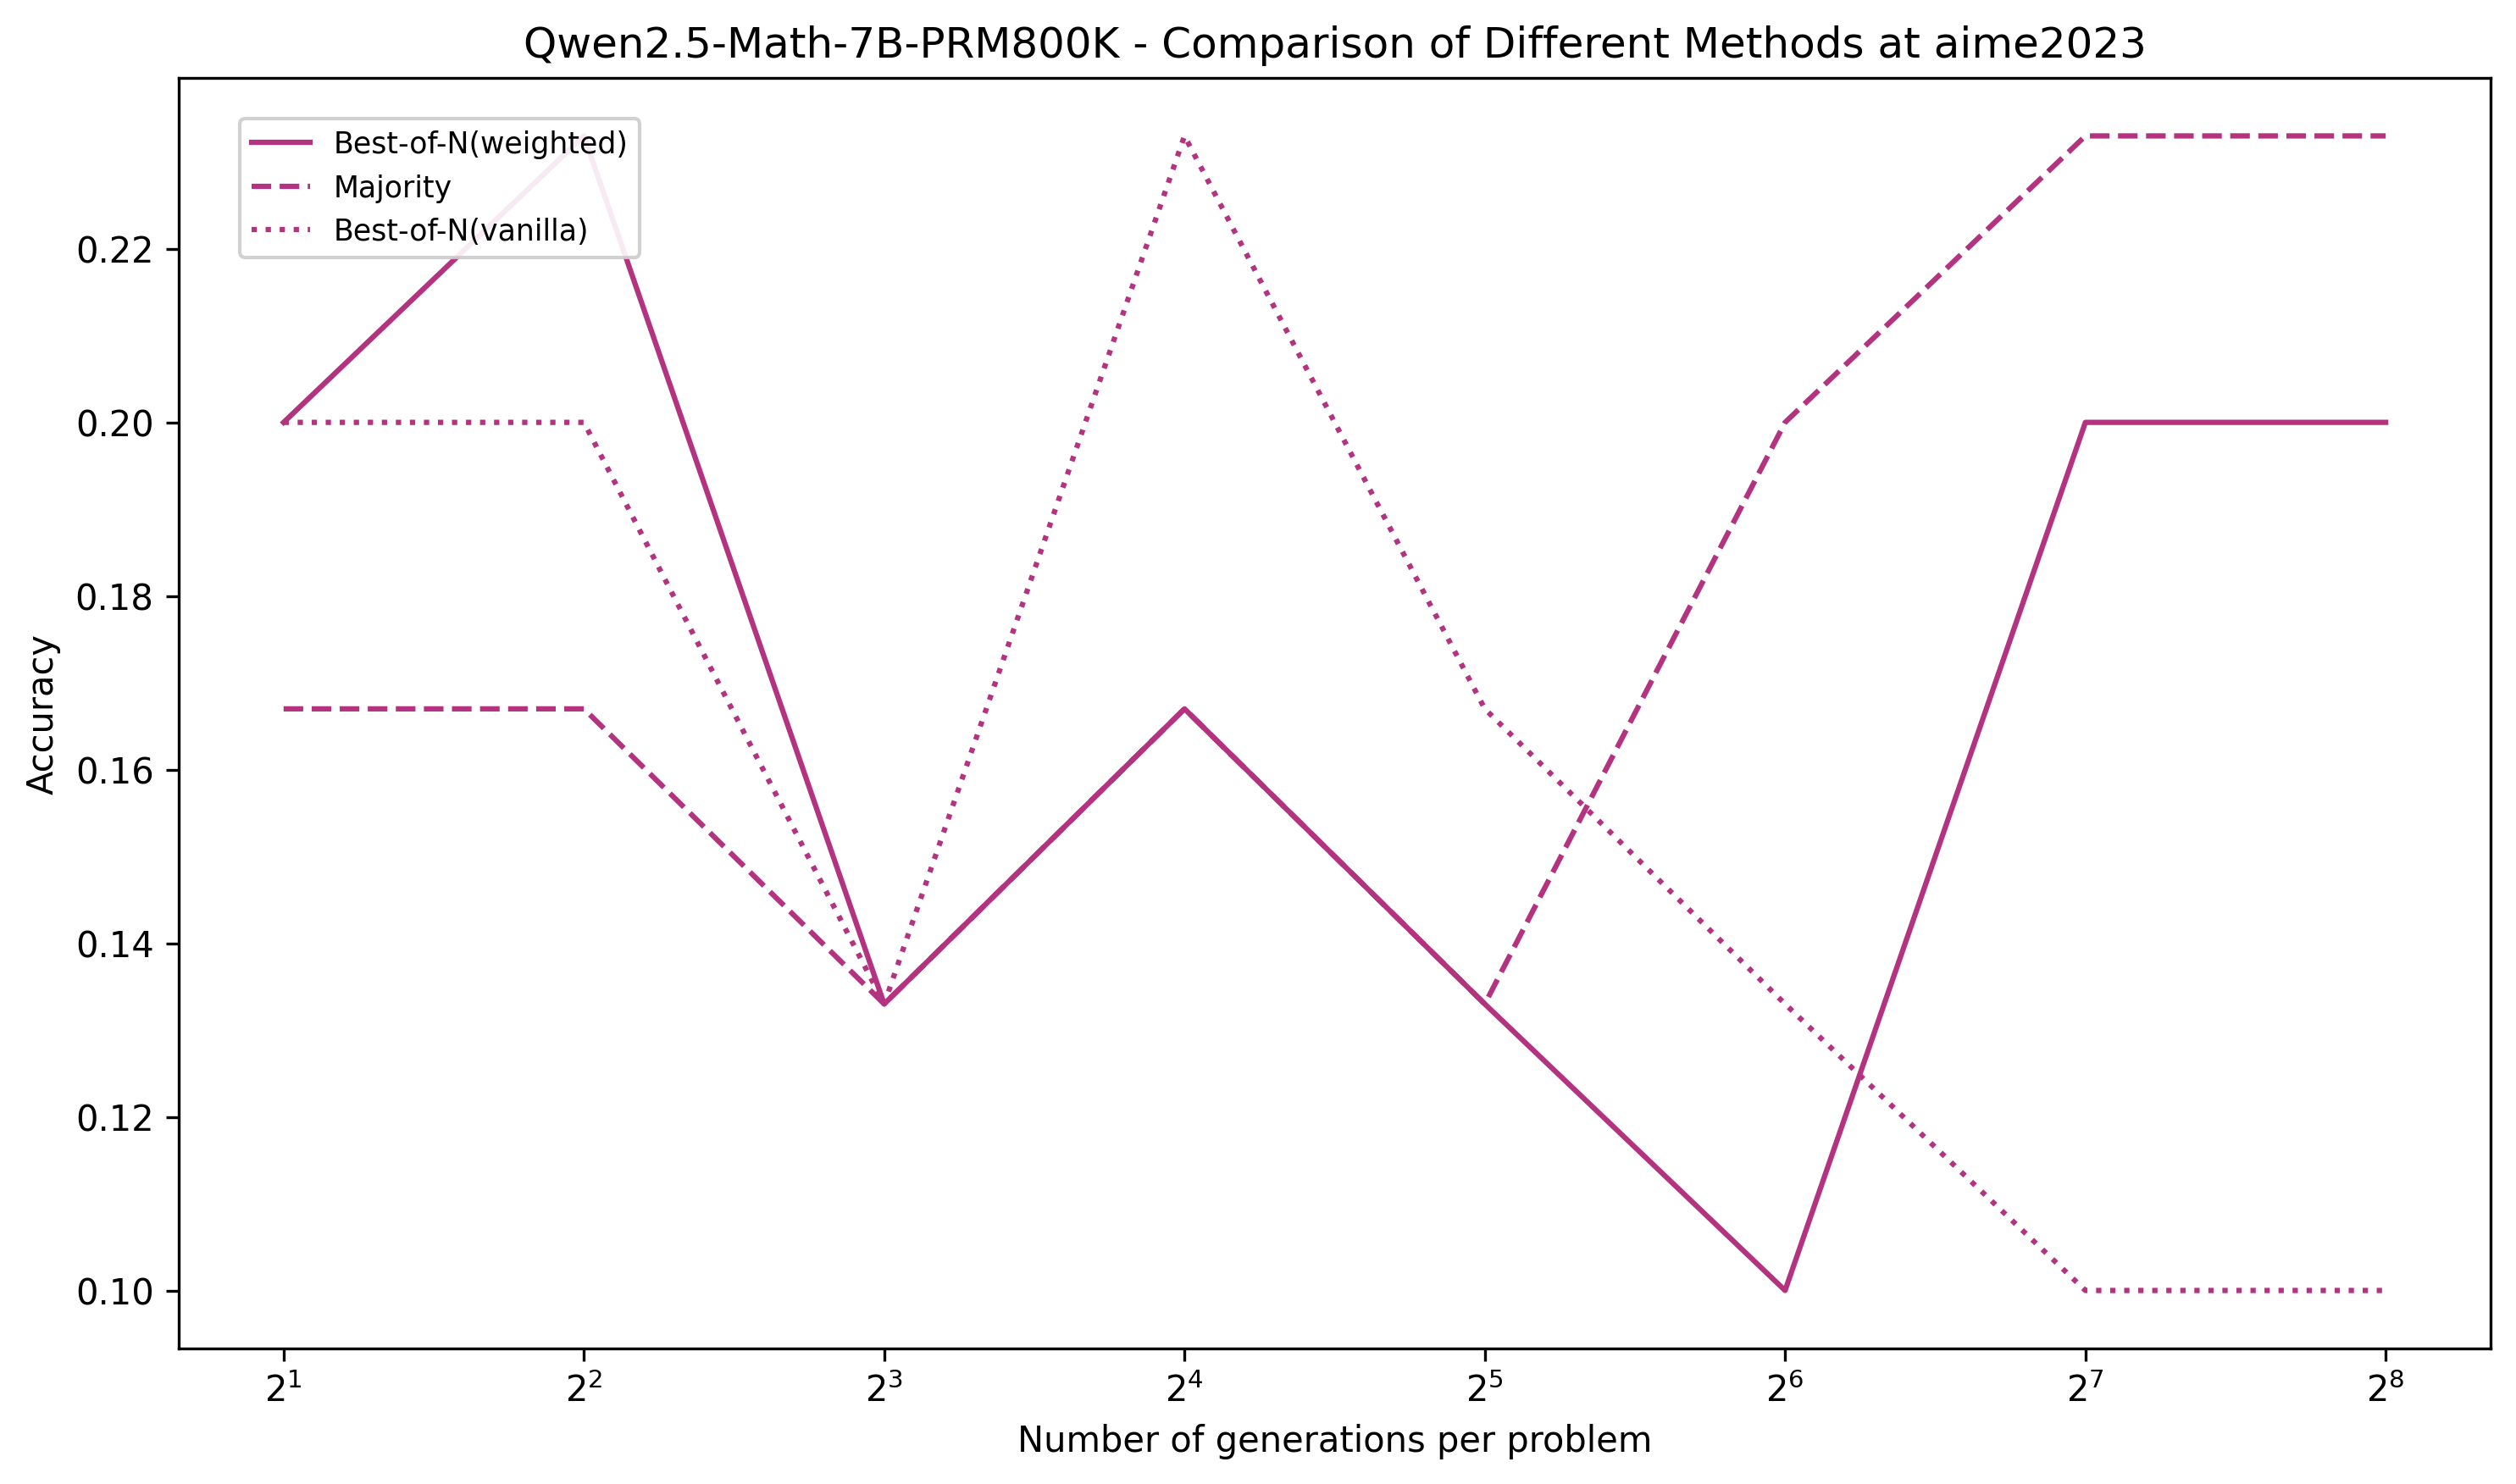 Qwen2.5-Math-7B-PRM800K - Comparison of Different Methods at aime2023
Best-of-N(weighted)
Majority
Best-of-N(vanilla)
Accuracy
0.22
0.20
0.18
0.16
0.14
0.12
0.10
2¹ 2² 2³ 2⁴ 2⁵ 2⁶ 2⁷ 2⁸
Number of generations per problem